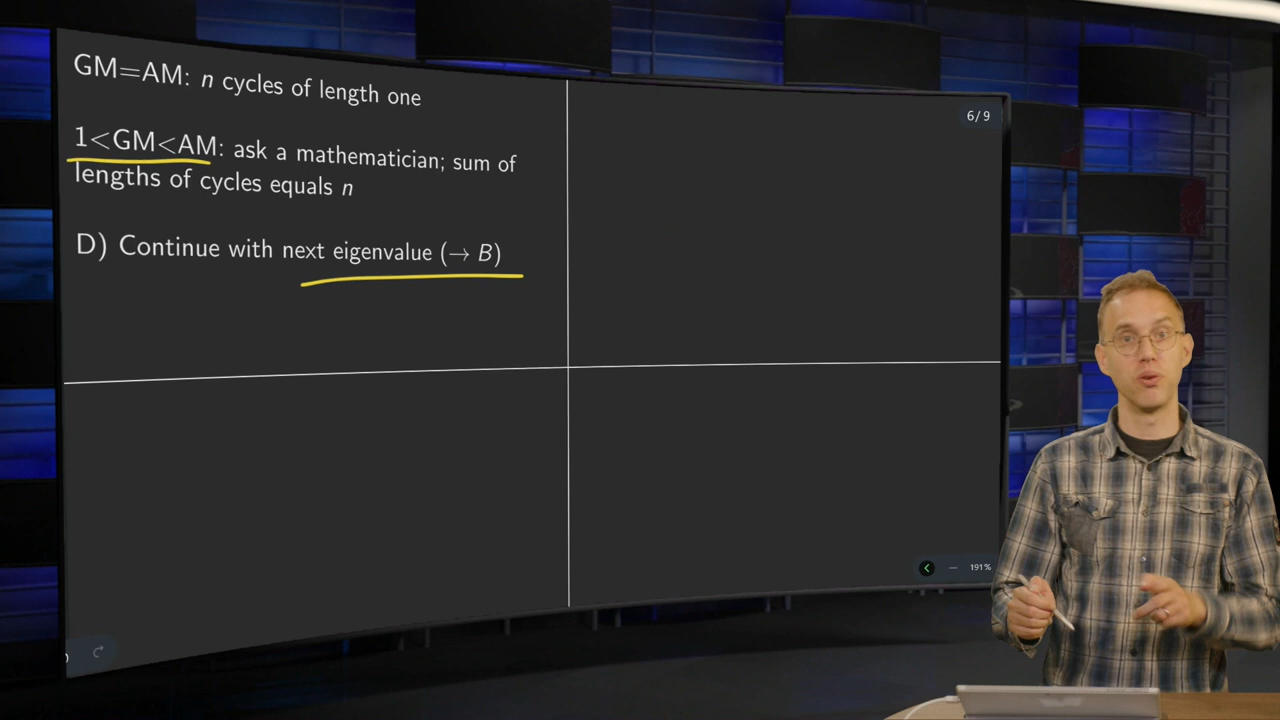 GM=AM: n cycles of length one
1<GM<AM: ask a mathematician; sum of
lengths of cycles equals n
D) Continue with next eigenvalue (→ B)
6/9
191%